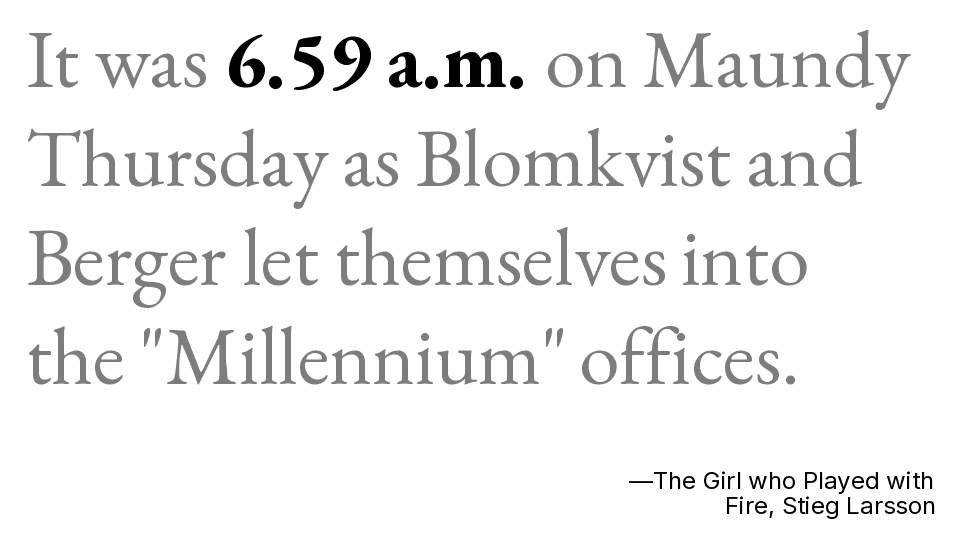 It was 6.59 a.m. on Maundy
Thursday as Blomkvist and
Berger let themselves into
the "Millennium" offices.
—The Girl who Played with
Fire, Stieg Larsson